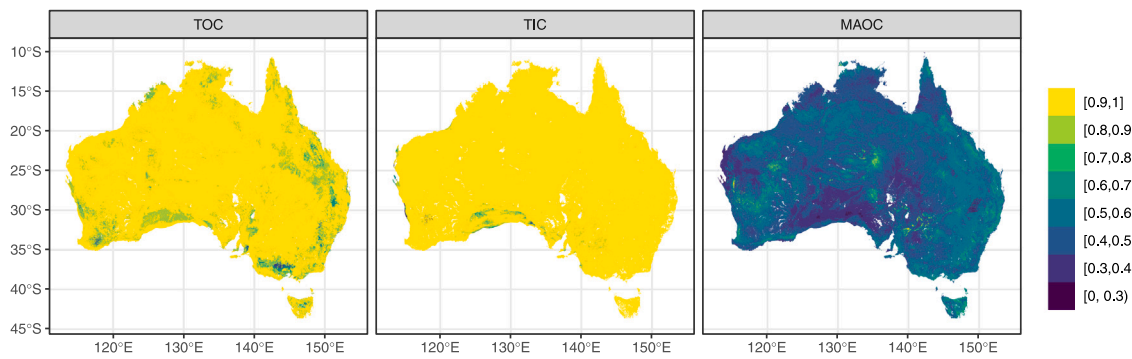 TOC TIC MAOC
10°S
15°S
20°S
25°S
30°S
35°S
40°S
45°S
120°E 130°E 140°E 150°E 120°E 130°E 140°E 150°E 120°E 130°E 140°E 150°E
[0.9,1]
[0.8,0.9
[0.7,0.8
[0.6,0.7
[0.5,0.6
[0.4,0.5
[0.3,0.4
[0, 0.3)